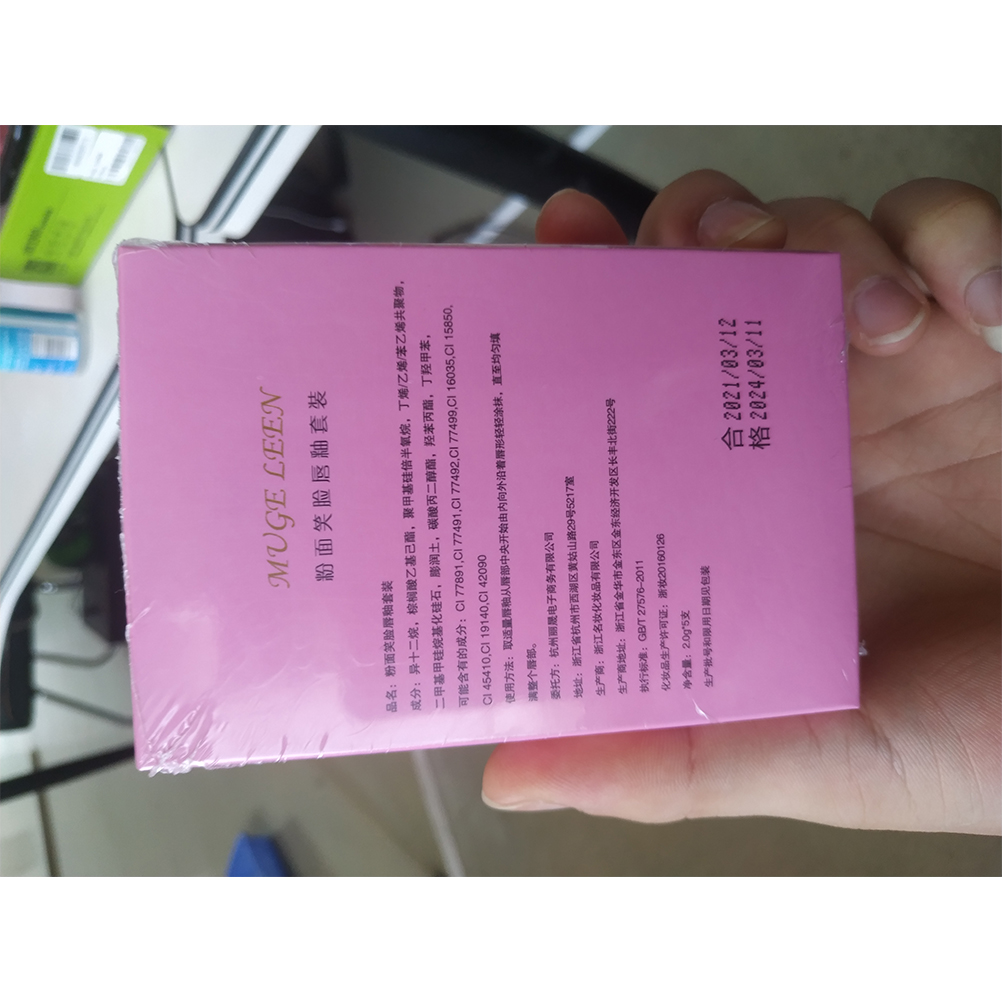 MUGE LEEN
粉面笑脸唇釉套装
品名：粉面笑脸唇釉套装
成分：异十二烷，棕榈酸乙基己酯，聚甲基硅倍半氧烷，丁烯/乙烯/苯乙烯共聚物，
二甲基甲硅烷基化硅石，膨润土，碳酸丙二醇酯，羟苯丙酯，丁羟甲苯，
可能含有的成分：CI 77891,CI 77491,CI 77492,CI 77499,CI 16035,CI 15850,
CI 45410,CI 19140,CI 42090
使用方法：取适量唇釉从唇部中央开始由内向外沿着唇形轻轻涂抹，直至均匀填
满整个唇部。
委托方：杭州丽晟电子商务有限公司
地址：浙江省杭州市西湖区黄姑山路29号5217室
生产商：浙江名妆化妆品有限公司
生产商地址：浙江省金华市金东区金东经济开发区长丰北街222号
执行标准：GB/T 27576-2011
化妆品生产许可证：浙妆20160126
净含量：2.0g*5支
生产批号和限用日期见包装
合2021/03/12
格2024/03/11